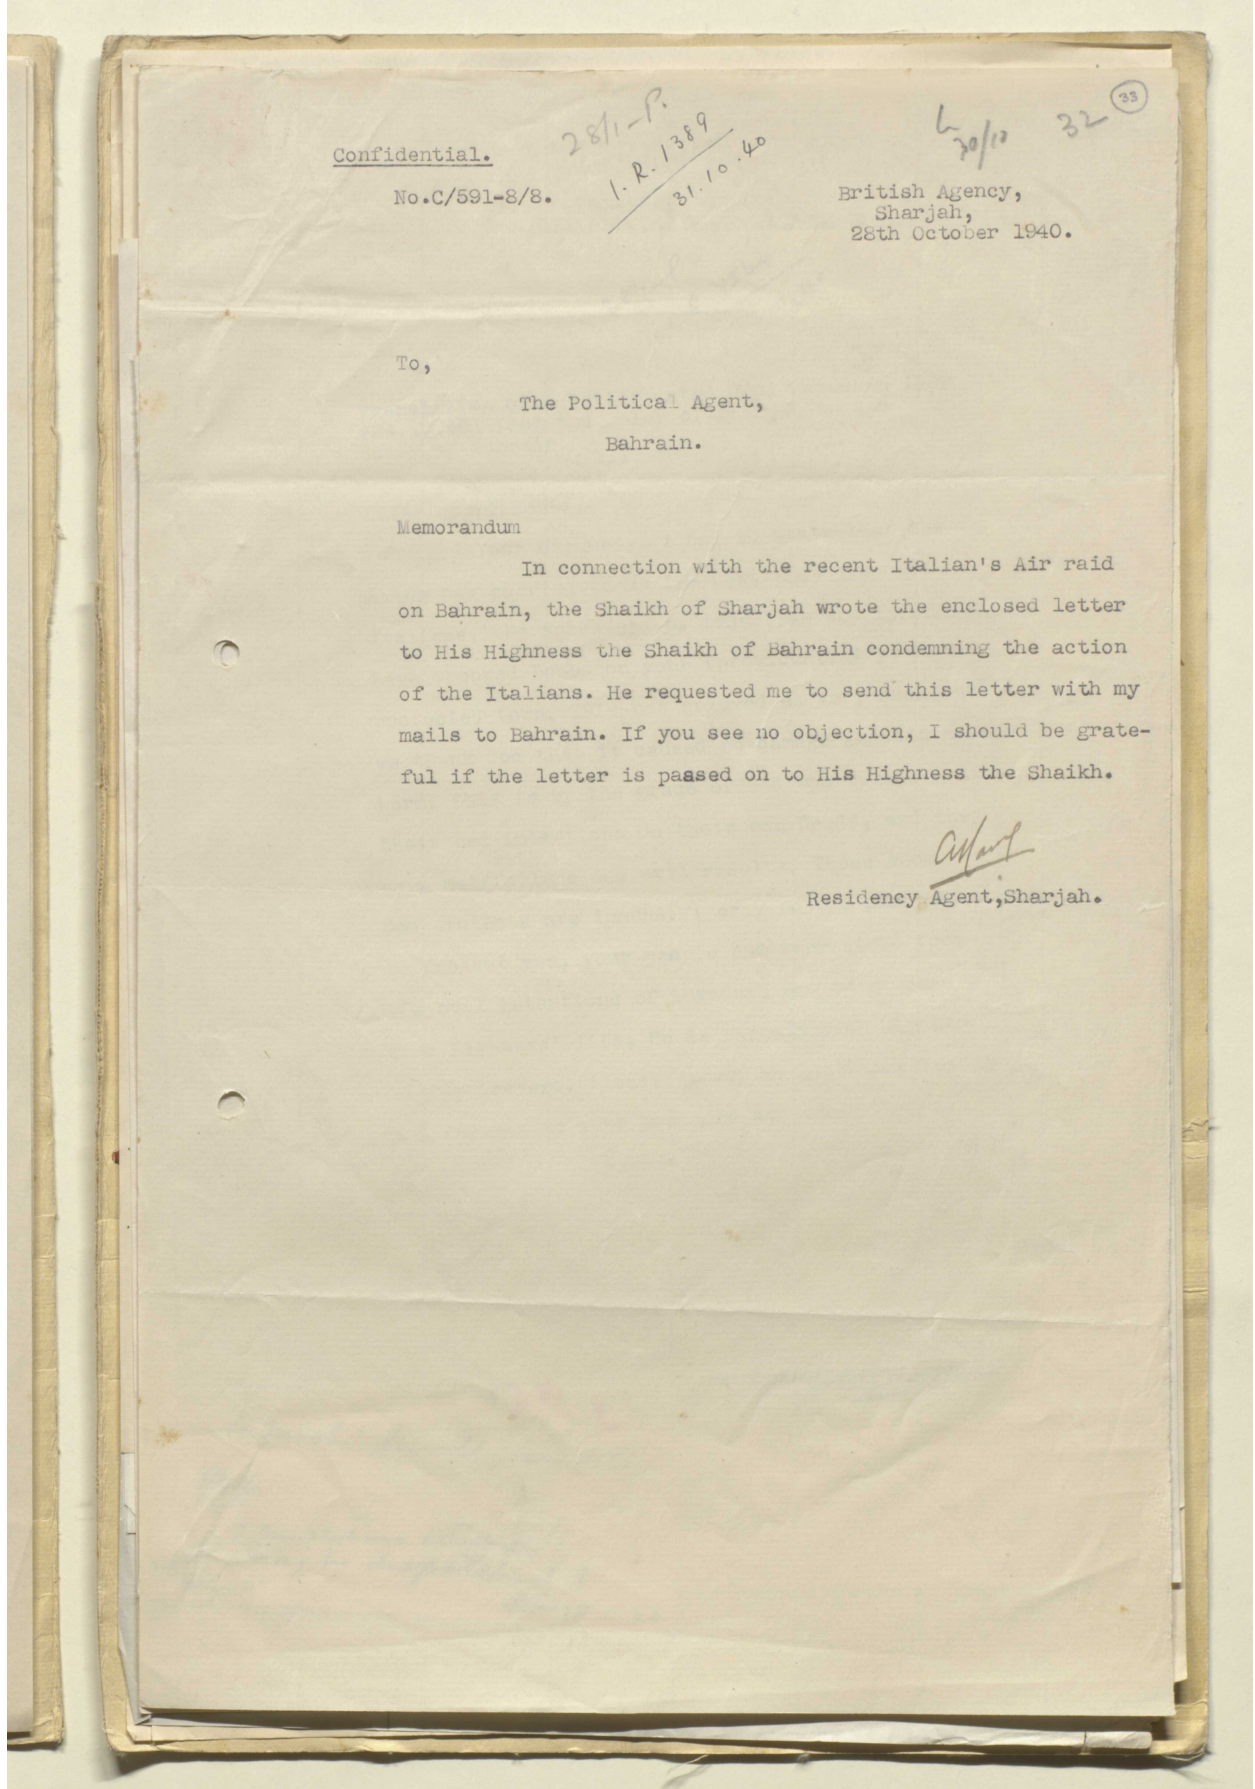 33
32
28/1-P.
I.R. 1389
31.10.40
30/10
Confidential.
No.C/591-8/8.
British Agency,
Sharjah,
28th October 1940.
To,
The Political Agent,
Bahrain.
Memorandum
In connection with the recent Italian's Air raid
on Bahrain, the Shaikh of Sharjah wrote the enclosed letter
to His Highness the Shaikh of Bahrain condemning the action
of the Italians. He requested me to send this letter with my
mails to Bahrain. If you see no objection, I should be grate-
ful if the letter is passed on to His Highness the Shaikh.
Residency Agent,Sharjah.